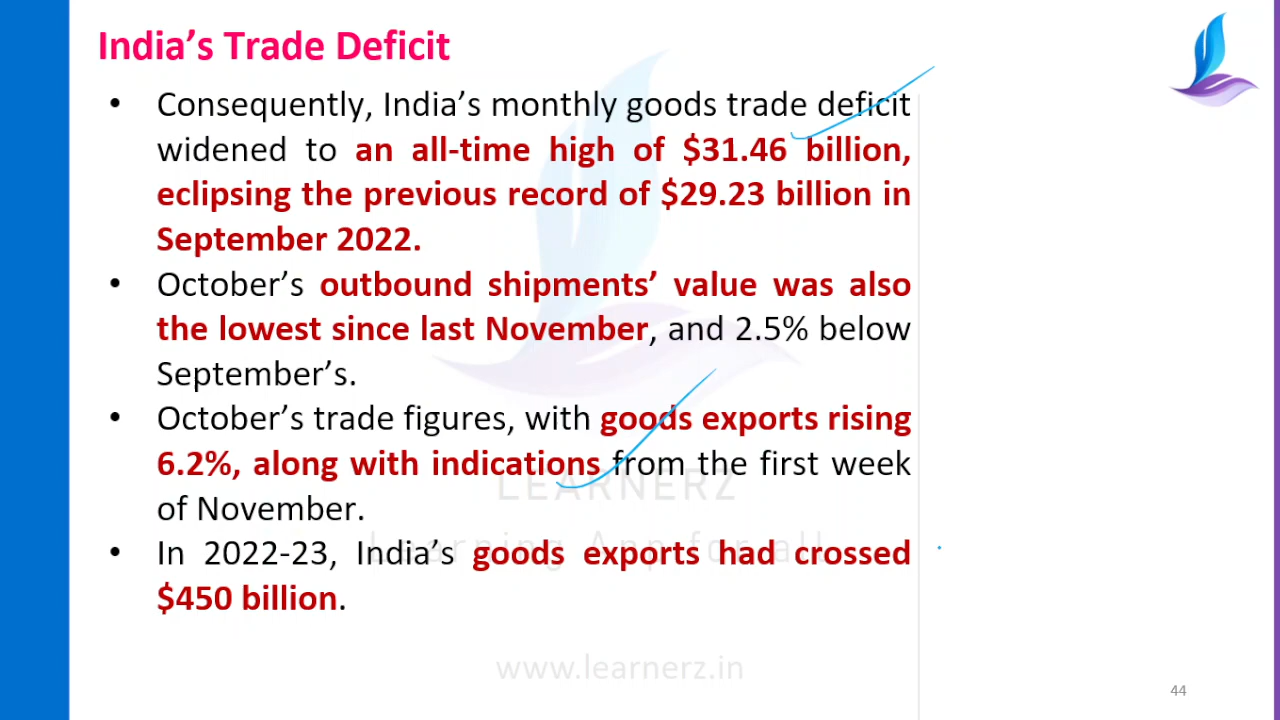 India’s Trade Deficit
• Consequently, India’s monthly goods trade deficit
widened to an all-time high of $31.46 billion,
eclipsing the previous record of $29.23 billion in
September 2022.
• October’s outbound shipments’ value was also
the lowest since last November, and 2.5% below
September’s.
• October’s trade figures, with goods exports rising
6.2%, along with indications from the first week
of November.
• In 2022-23, India’s goods exports had crossed
$450 billion.
LEARNERZ
Learning App for all
www.learnerz.in
44